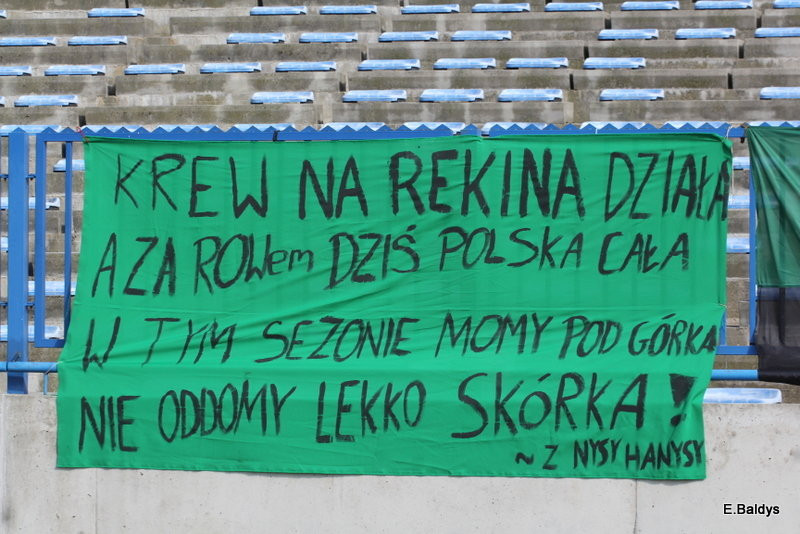 KREW NA REKINA DZIAŁA
A ZA ROWem DZIŚ POLSKA CAŁA
W TYM SEZONIE MOMY POD GÓRKA
NIE ODDOMY LEKKO SKÓRKA!
~ Z NYSY HANYSY
E.Baldys